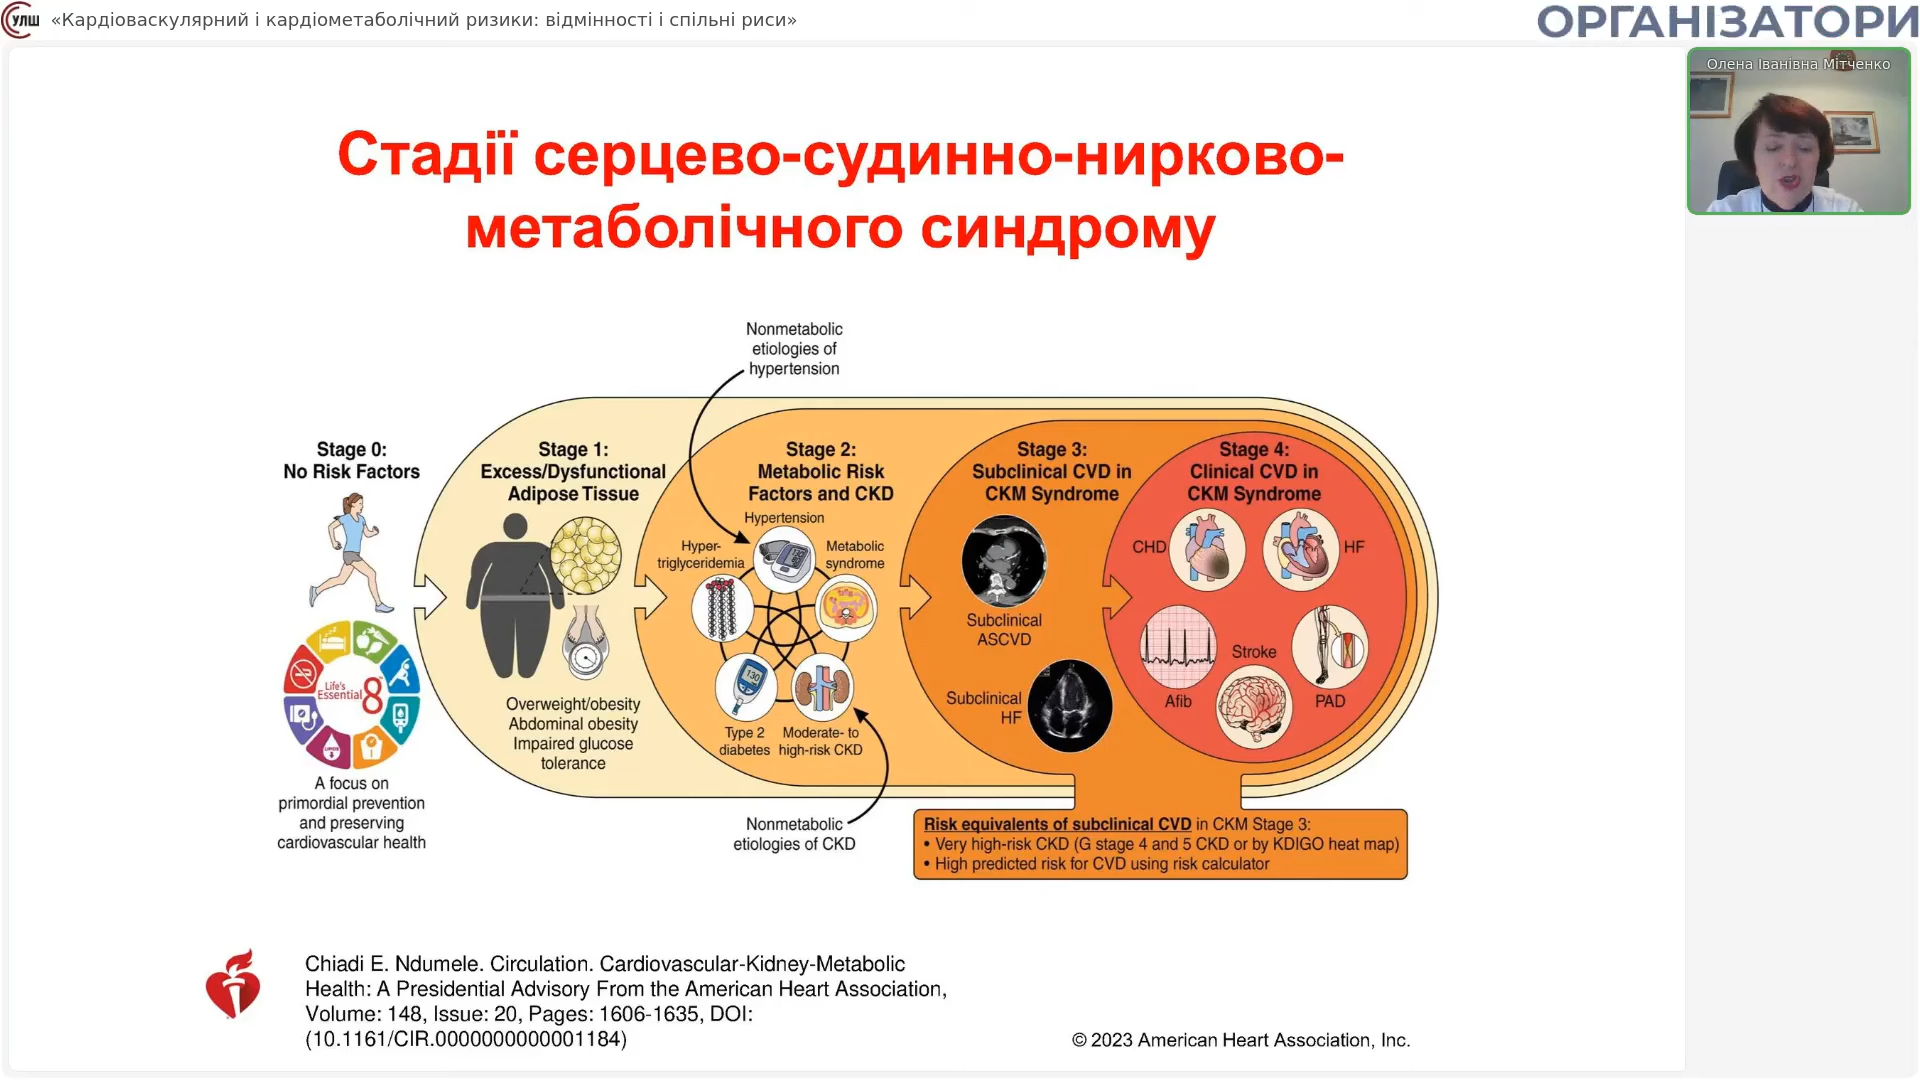 УЛШ «Кардіоваскулярний і кардіометаболічний ризики: відмінності і спільні риси»
ОРГАНІЗАТОРИ
Олена Іванівна Мітченко
Стадії серцево-судинно-нирково-
метаболічного синдрому
Nonmetabolic
etiologies of
hypertension
Stage 0:
No Risk Factors
Life's
Essential 8
A focus on
primordial prevention
and preserving
cardiovascular health
Stage 1:
Excess/Dysfunctional
Adipose Tissue
Overweight/obesity
Abdominal obesity
Impaired glucose
tolerance
Stage 2:
Metabolic Risk
Factors and CKD
Hypertension
Hyper-
triglyceridemia
Metabolic
syndrome
130
Type 2
diabetes
Moderate- to
high-risk CKD
Nonmetabolic
etiologies of CKD
Stage 3:
Subclinical CVD in
CKM Syndrome
Subclinical
ASCVD
Subclinical
HF
Stage 4:
Clinical CVD in
CKM Syndrome
CHD
HF
Afib
Stroke
PAD
Risk equivalents of subclinical CVD in CKM Stage 3:
• Very high-risk CKD (G stage 4 and 5 CKD or by KDIGO heat map)
• High predicted risk for CVD using risk calculator
Chiadi E. Ndumele. Circulation. Cardiovascular-Kidney-Metabolic
Health: A Presidential Advisory From the American Heart Association,
Volume: 148, Issue: 20, Pages: 1606-1635, DOI:
(10.1161/CIR.0000000000001184)
© 2023 American Heart Association, Inc.